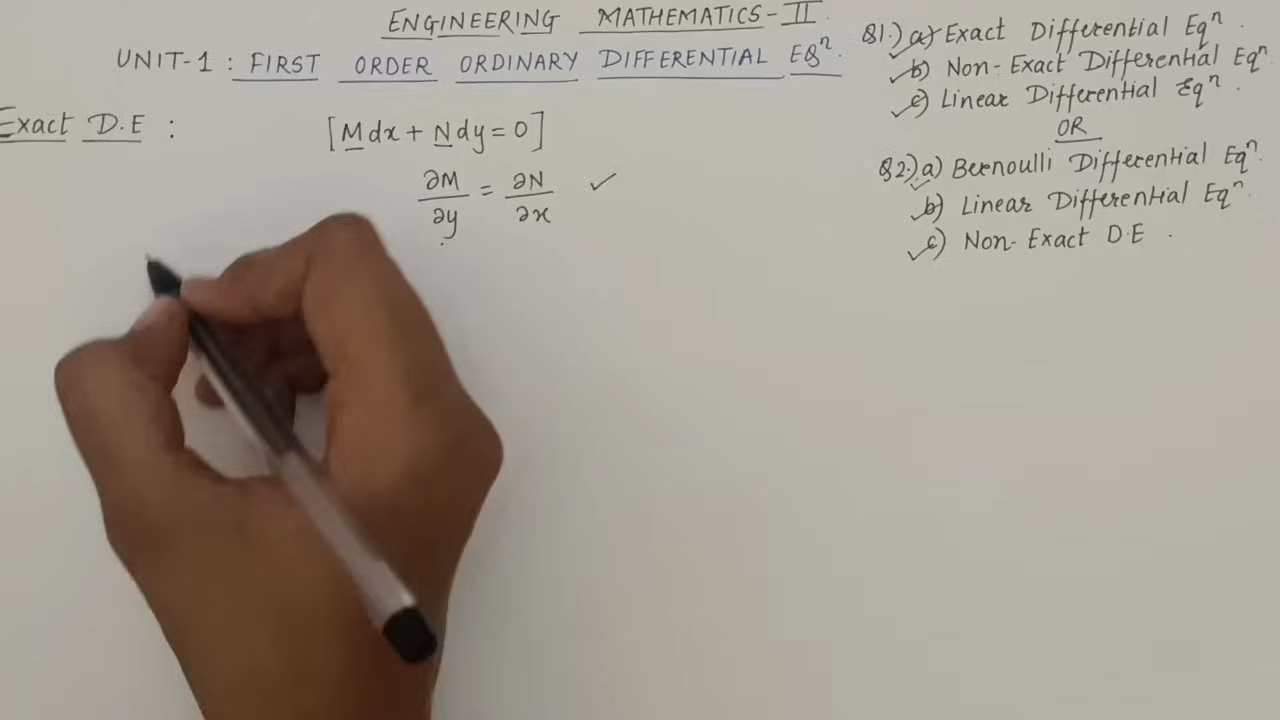 ENGINEERING MATHEMATICS-II.
UNIT-1 : FIRST ORDER ORDINARY DIFFERENTIAL EQⁿ.
Exact D.E :
[Mdx + Ndy = 0]
∂M/∂y = ∂N/∂x ✓
Q1.) a) Exact Differential Eqⁿ.
b) Non-Exact Differential Eqⁿ
c) Linear Differential Eqⁿ.
OR
Q2.) a) Bernoulli Differential Eqⁿ.
b) Linear Differential Eqⁿ.
c) Non-Exact D.E .